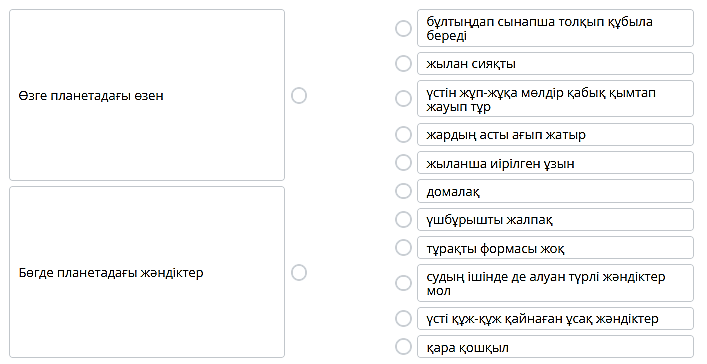 Өзге планетадағы өзен
Бөгде планетадағы жәндіктер
бұлтыңдап сынапша толқып құбыла
береді
жылан сияқты
үстін жұп-жұқа мөлдір қабық қымтап
жауып тұр
жардың асты ағып жатыр
жыланша иірілген ұзын
домалақ
үшбұрышты жалпақ
тұрақты формасы жоқ
судың ішінде де алуан түрлі жәндіктер
мол
үсті құж-құж қайнаған ұсақ жәндіктер
қара қошқыл